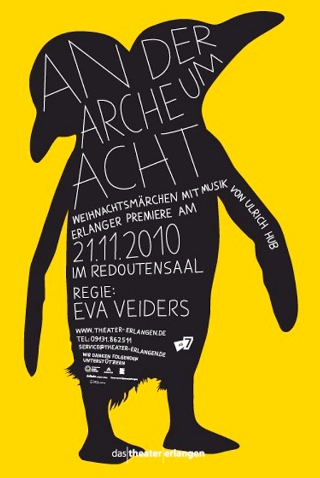 AN DER
ARCHE UM
ACHT
WEIHNACHTSMÄRCHEN MIT MUSIK VON ULRICH HUB
ERLANGER PREMIERE AM
21.11.2010
IM REDOUTENSAAL
REGIE:
EVA VEIDERS
WWW.THEATER-ERLANGEN.DE
TEL: 09131.862511
SERVICE@THEATER-ERLANGEN.DE
WIR DANKEN FOLGENDEN
UNTERSTÜTZERN
das theater erlangen